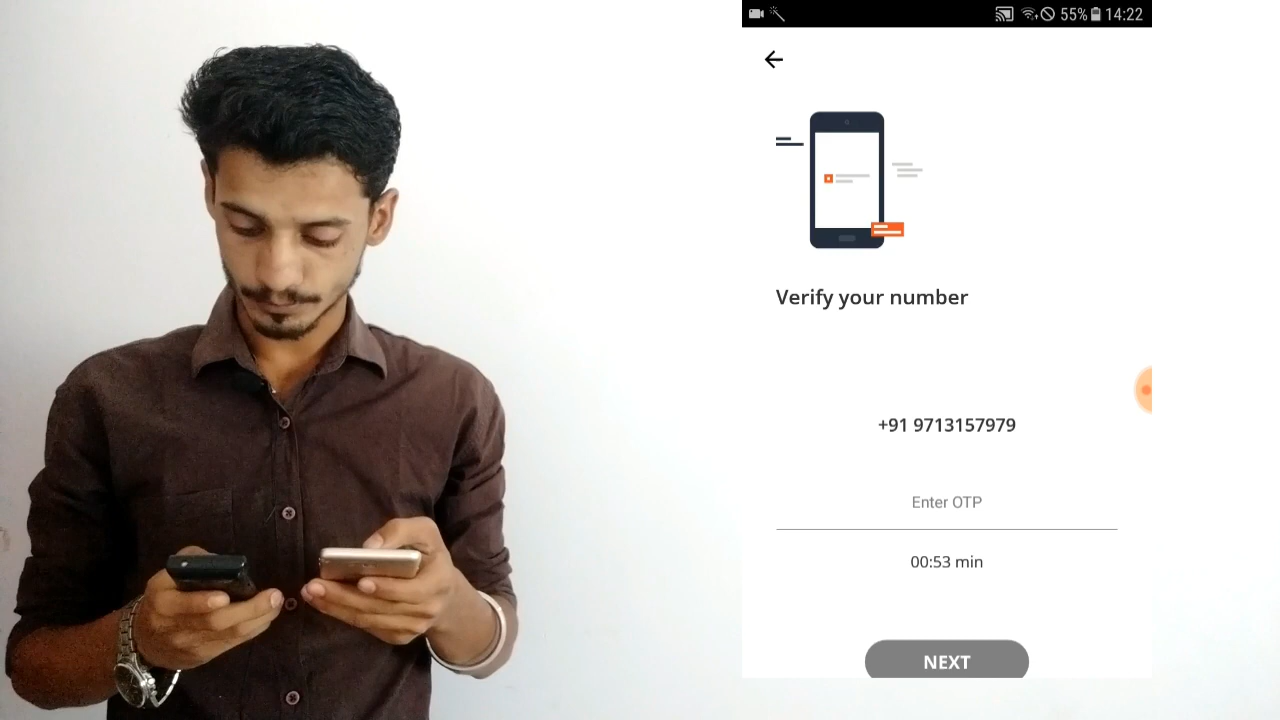 55% 14:22
Verify your number
+91 9713157979
Enter OTP
00:53 min
NEXT